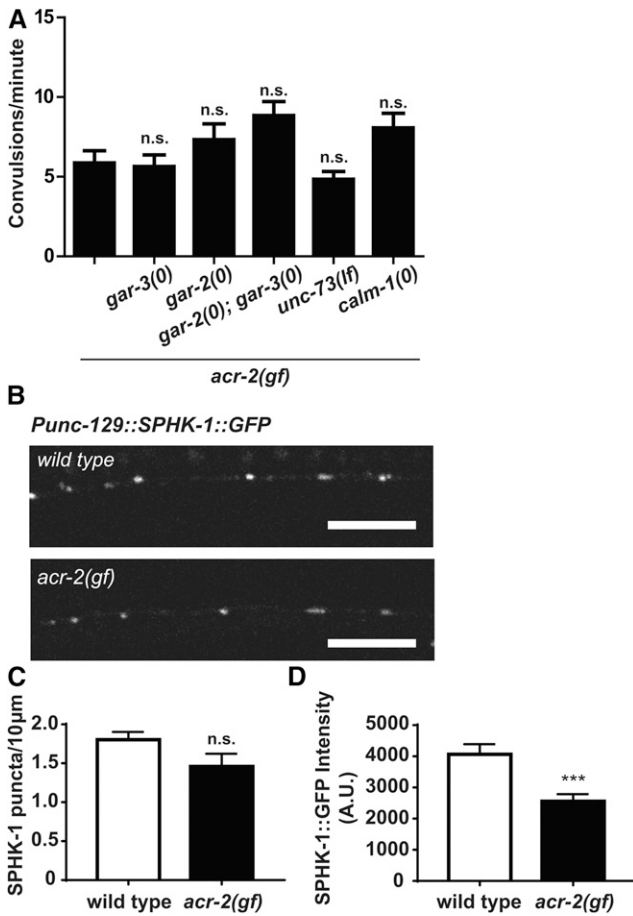 A
Convulsions/minute
15
10
5
0
n.s.
n.s.
n.s.
n.s.
n.s.
gar-3(0)
gar-2(0)
gar-2(0); gar-3(0)
unc-73(lf)
calm-1(0)
acr-2(gf)
B
Punc-129::SPHK-1::GFP
wild type
acr-2(gf)
C
SPHK-1 puncta/10µm
2.0
1.5
1.0
.5
0
n.s.
wild type
acr-2(gf)
D
SPHK-1::GFP Intensity
(A.U.)
5000
4000
3000
2000
1000
0
***
wild type
acr-2(gf)